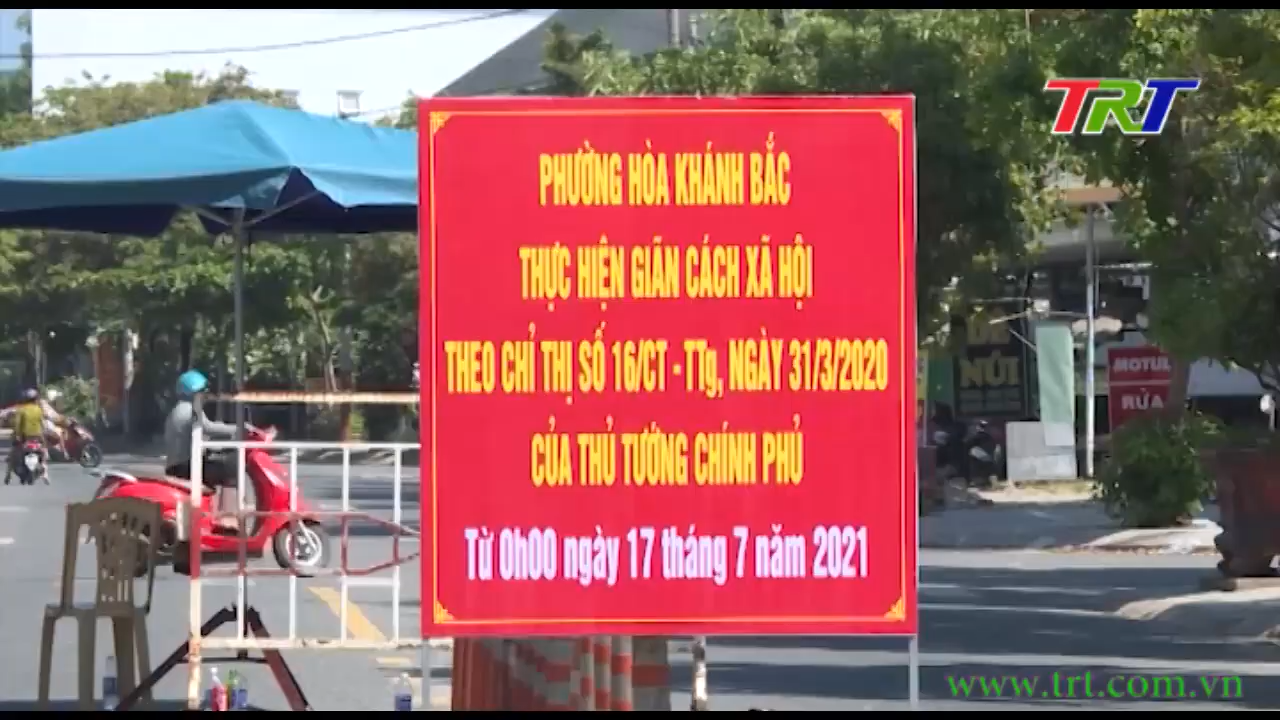 TRT
PHƯỜNG HÒA KHÁNH BẮC
THỰC HIỆN GIÃN CÁCH XÃ HỘI
THEO CHỈ THỊ SỐ 16/CT - TTg, NGÀY 31/3/2020
CỦA THỦ TƯỚNG CHÍNH PHỦ
Từ 0h00 ngày 17 tháng 7 năm 2021
NÚI
MOTUL
RỬA
www.trt.com.vn